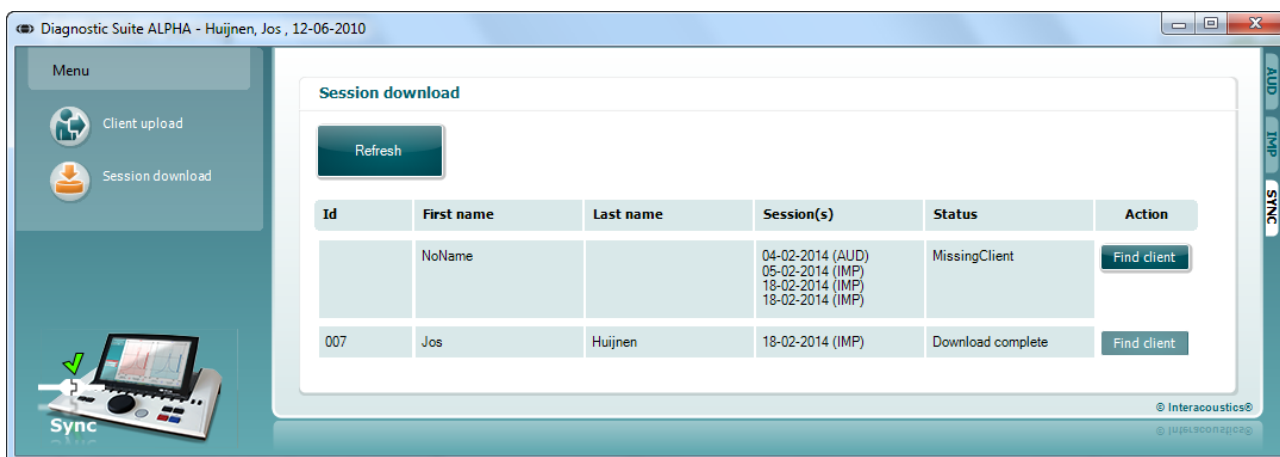 Diagnostic Suite ALPHA - Huijnen, Jos , 12-06-2010
Menu
Client upload
Session download
Sync
Session download
Refresh
Id First name Last name Session(s) Status Action
NoName 04-02-2014 (AUD) MissingClient Find client
05-02-2014 (IMP)
18-02-2014 (IMP)
18-02-2014 (IMP)
007 Jos Huijnen 18-02-2014 (IMP) Download complete Find client
© Interacoustics®
AUD
IMP
SYNC